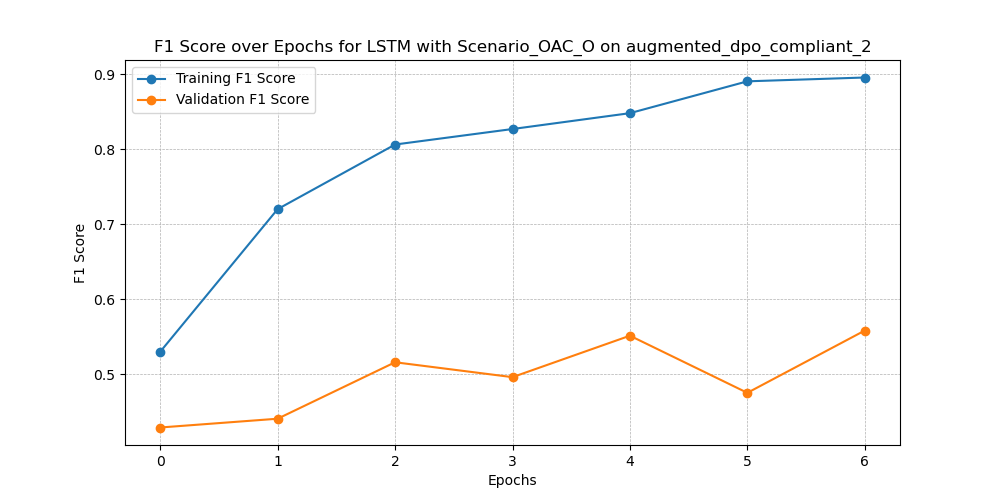 F1 Score over Epochs for LSTM with Scenario_OAC_O on augmented_dpo_compliant_2
Training F1 Score
Validation F1 Score
F1 Score
0.9
0.8
0.7
0.6
0.5
0 1 2 3 4 5 6
Epochs